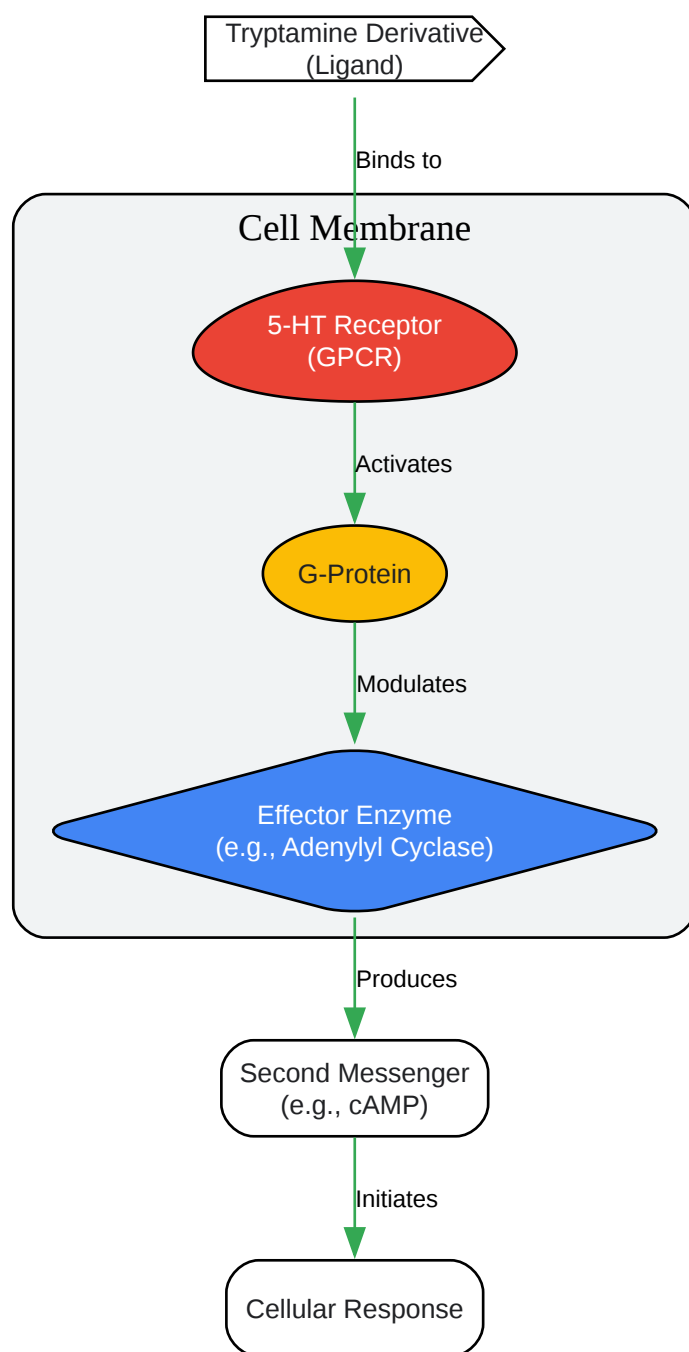 Tryptamine Derivative
(Ligand)
Binds to
Cell Membrane
5-HT Receptor
(GPCR)
Activates
G-Protein
Modulates
Effector Enzyme
(e.g., Adenylyl Cyclase)
Produces
Second Messenger
(e.g., cAMP)
Initiates
Cellular Response